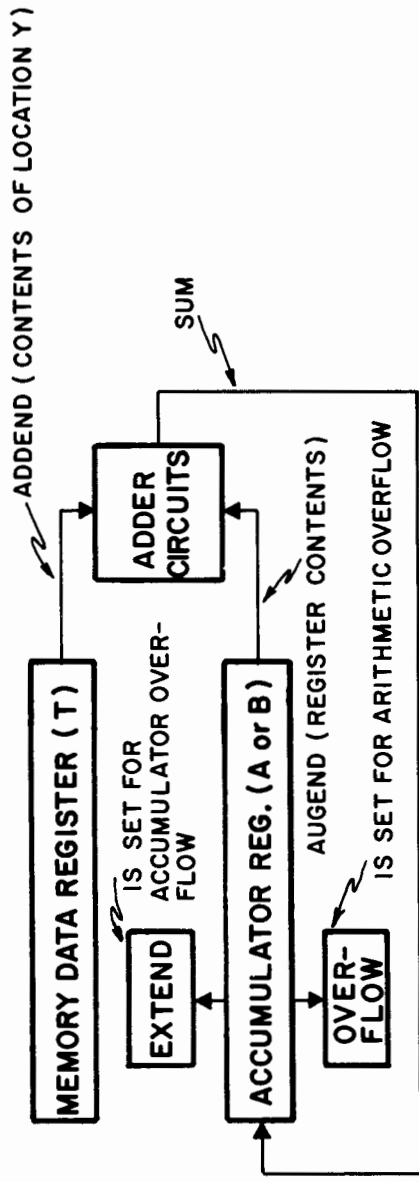 ADDEND (CONTENTS OF LOCATION Y)
MEMORY DATA REGISTER (T)
SUM
ADDER
CIRCUITS
IS SET FOR
ACCUMULATOR OVER-
FLOW
EXTEND
ACCUMULATOR REG. (A or B)
AUGEND (REGISTER CONTENTS)
OVER-
FLOW
IS SET FOR ARITHMETIC OVERFLOW